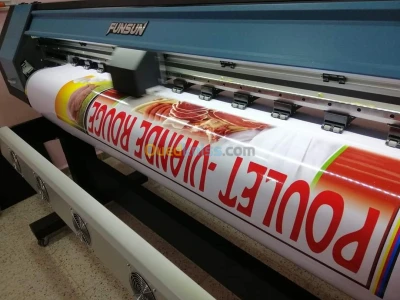 FUNSUN
POULET - VIANDE ROUGE